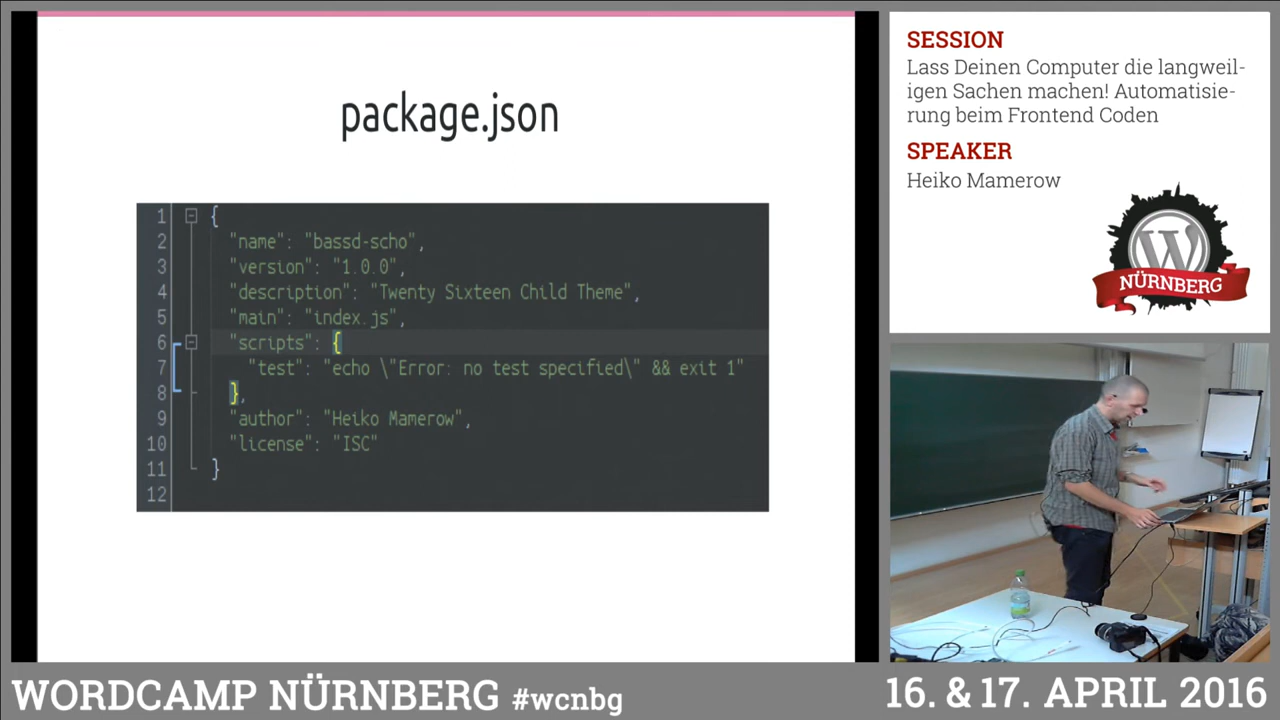 package.json
1 {
2 "name": "bassd-scho",
3 "version": "1.0.0",
4 "description": "Twenty Sixteen Child Theme",
5 "main": "index.js",
6 "scripts": {
7 "test": "echo \"Error: no test specified\" && exit 1"
8 },
9 "author": "Heiko Mamerow",
10 "license": "ISC"
11 }
12
SESSION
Lass Deinen Computer die langweil-
igen Sachen machen! Automatisie-
rung beim Frontend Coden
SPEAKER
Heiko Mamerow
W
NÜRNBERG
WORDCAMP NÜRNBERG #wcnbg
16. & 17. APRIL 2016